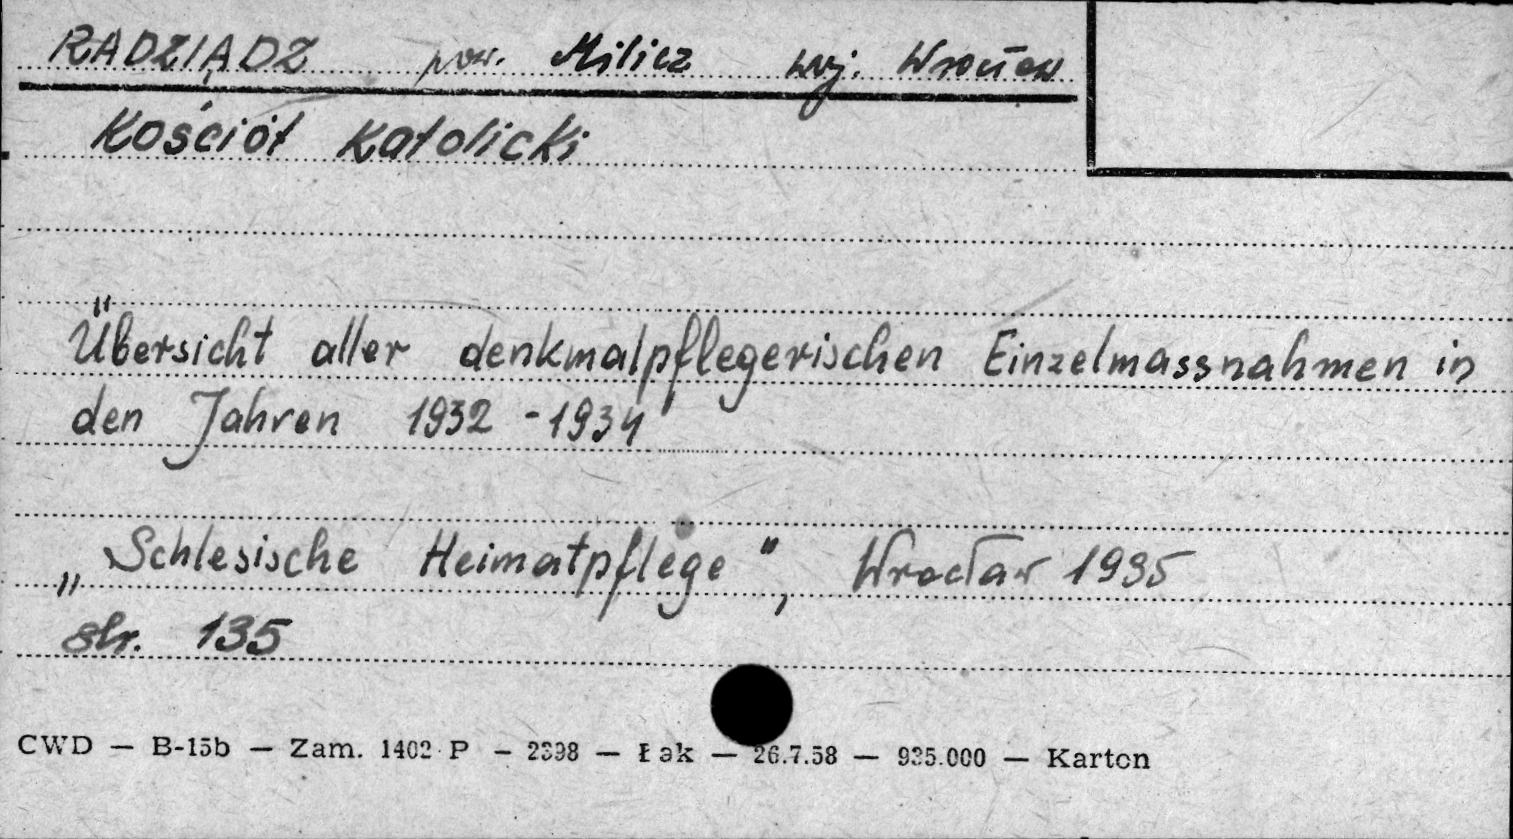 RADZIĄDZ pow. Milicz woj. Wrocław
Kościół Katolicki
Übersicht aller denkmalpflegerischen Einzelmassnahmen in
den Jahren 1932 - 1934
„Schlesische Heimatpflege", Wrocław 1935
str. 135
CWD — B-15b — Zam. 1402 P — 2398 — Łak — 26.7.58 — 935.000 — Karton